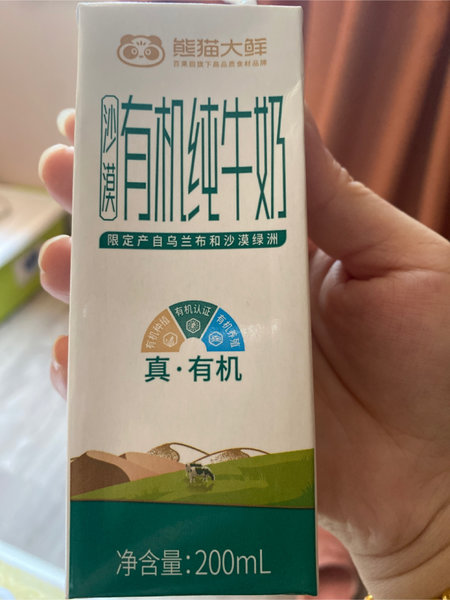 熊猫大鲜
百果园旗下高品质食材品牌
沙漠
有机纯牛奶
限定产自乌兰布和沙漠绿洲
有机种植 有机认证 有机养殖
真·有机
净含量:200mL